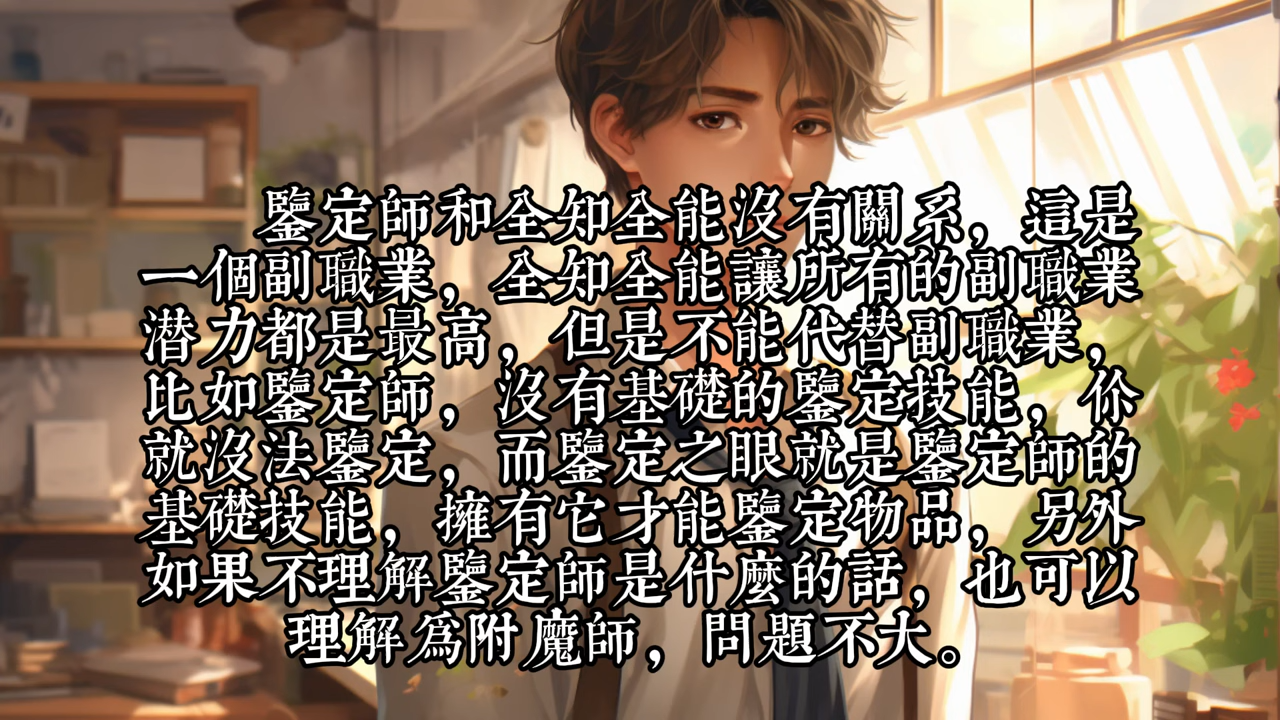 鑒定師和全知全能沒有關系，這是
一個副職業，全知全能讓所有的副職業
潛力都是最高，但是不能代替副職業，
比如鑒定師，沒有基礎的鑒定技能，伱
就沒法鑒定，而鑒定之眼就是鑒定師的
基礎技能，擁有它才能鑒定物品，另外
如果不理解鑒定師是什麼的話，也可以
理解爲附魔師，問題不大。